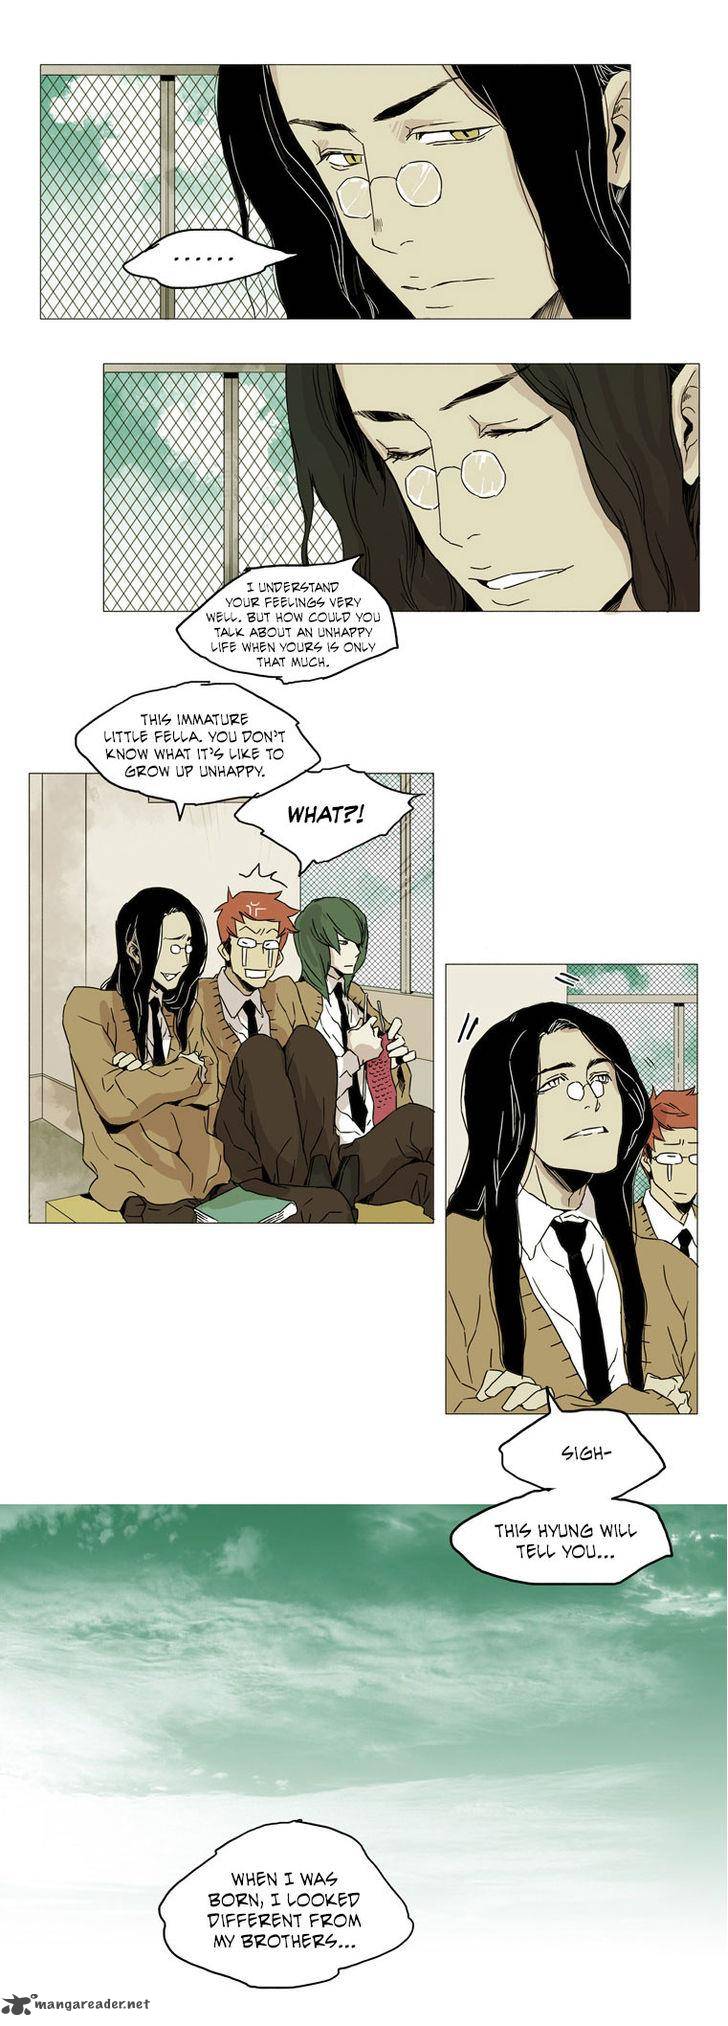 ......
I UNDERSTAND
YOUR FEELINGS VERY
WELL. BUT HOW COULD YOU
TALK ABOUT AN UNHAPPY
LIFE WHEN YOURS IS ONLY
THAT MUCH.
THIS IMMATURE
LITTLE FELLA. YOU DON'T
KNOW WHAT IT'S LIKE TO
GROW UP UNHAPPY.
WHAT?!
SIGH-
THIS HYUNG WILL
TELL YOU...
WHEN I WAS
BORN, I LOOKED
DIFFERENT FROM
MY BROTHERS...
mangareader.net